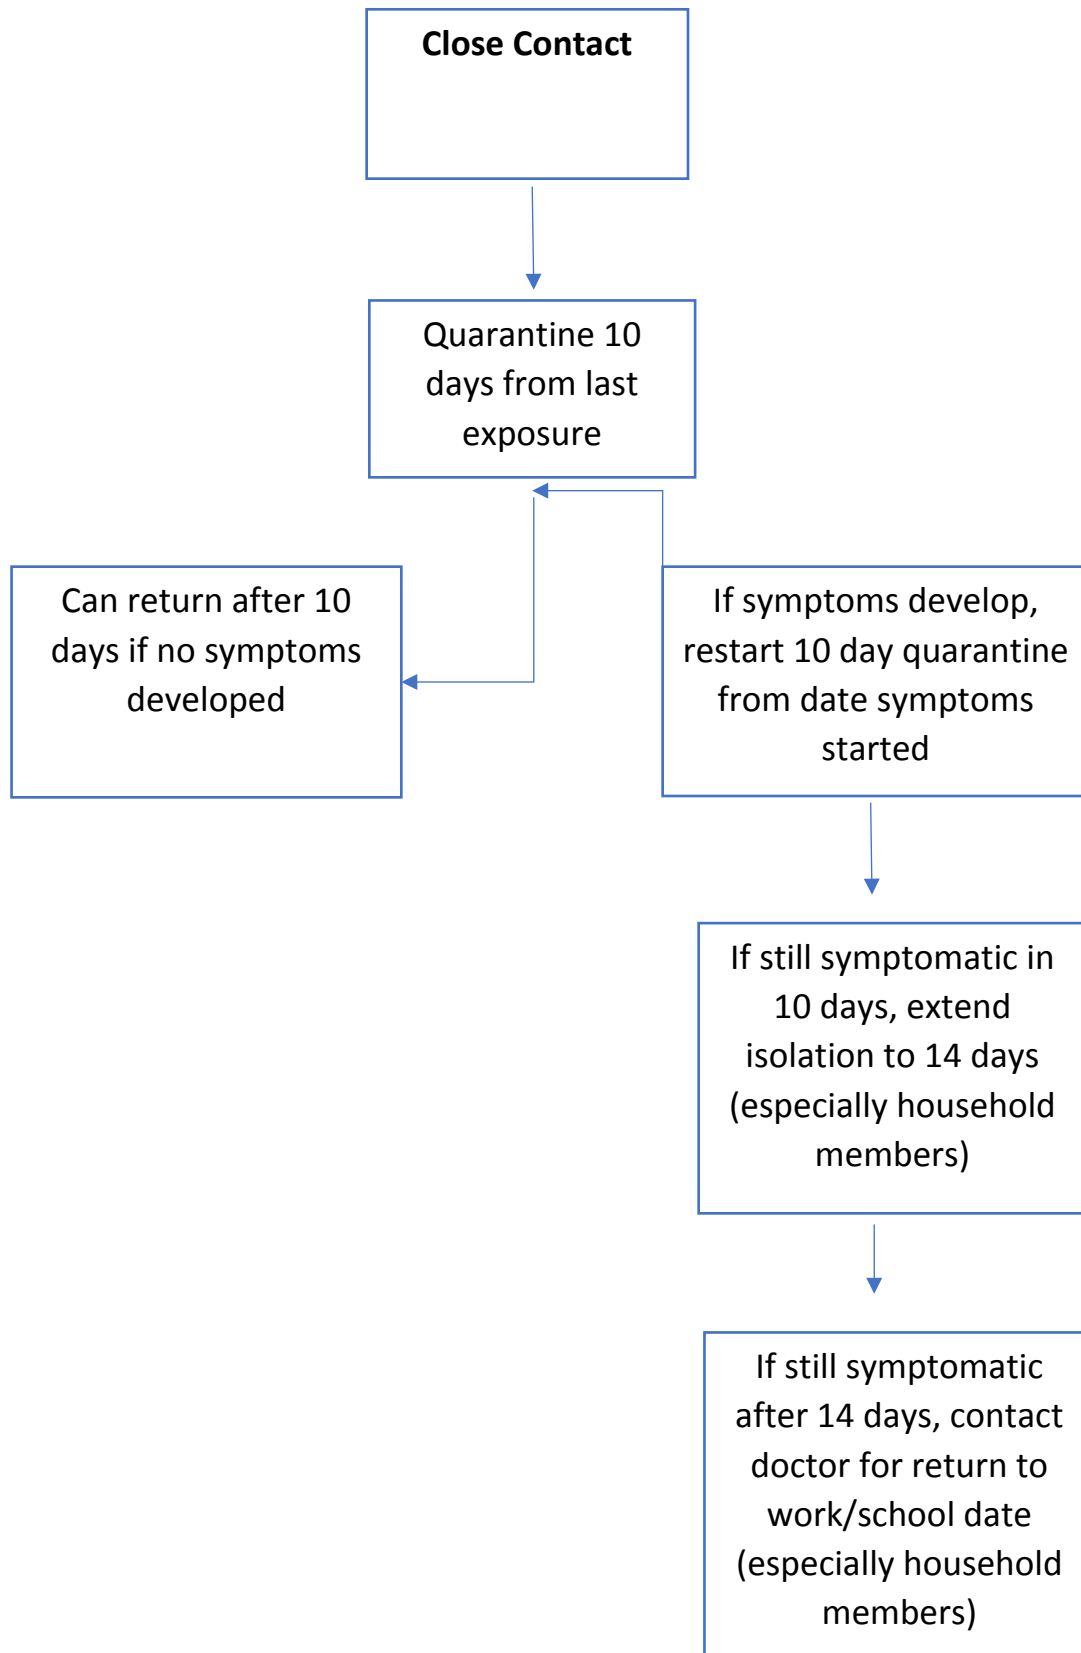 Close Contact
Quarantine 10
days from last
exposure
Can return after 10
days if no symptoms
developed
If symptoms develop,
restart 10 day quarantine
from date symptoms
started
If still symptomatic in
10 days, extend
isolation to 14 days
(especially household
members)
If still symptomatic
after 14 days, contact
doctor for return to
work/school date
(especially household
members)